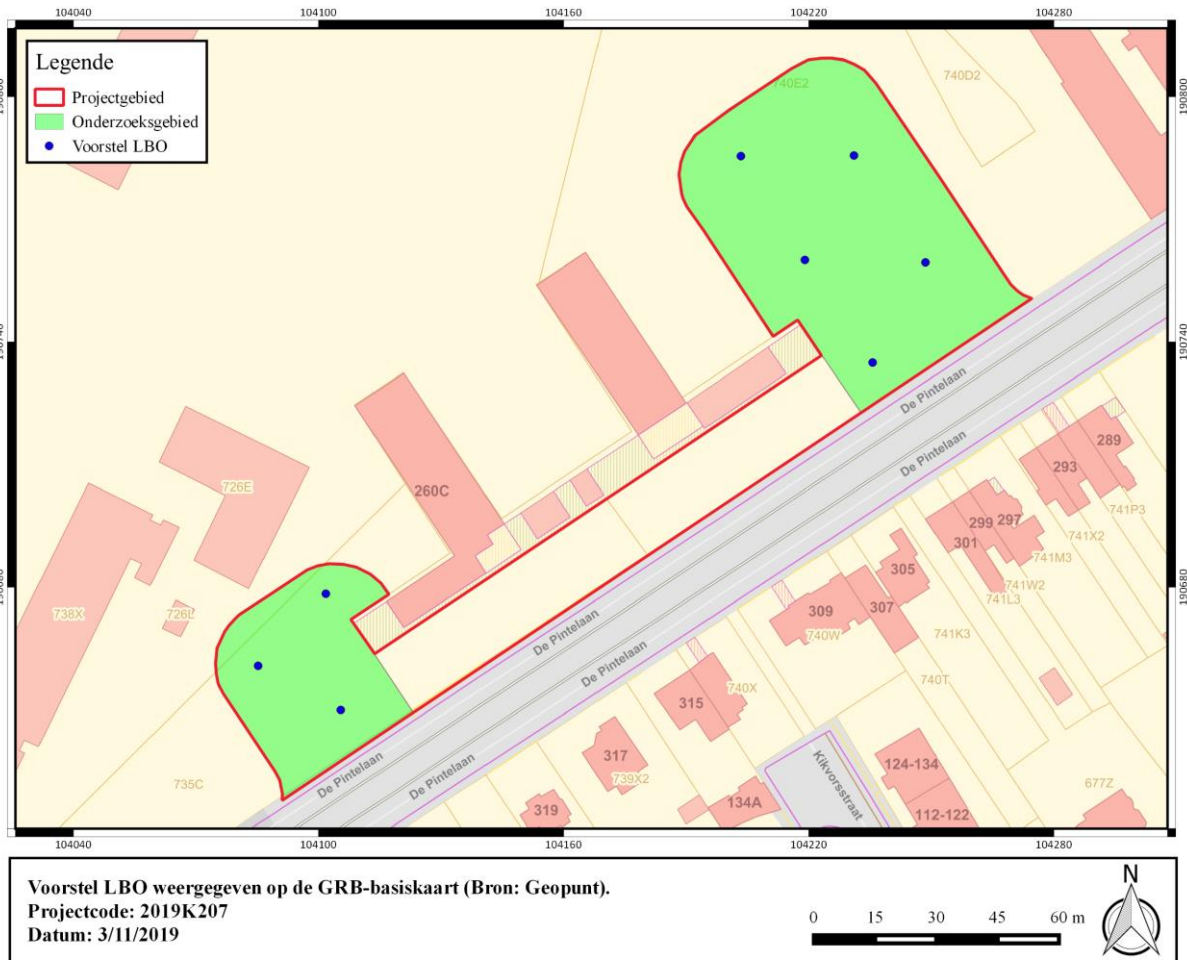 104040 104100 104160 104220 104280
Legende
Projectgebied
Onderzoeksgebied
Voorstel LBO
740E2
740D2
190800
190740
190740
190680
De Pintelaan
De Pintelaan
260C
726E
738X
726L
735C
289
293
741P3
299
297
301
741X2
741M3
741W2
741L3
305
307
309
740W
741K3
740T
De Pintelaan
De Pintelaan
315
740X
317
739X2
319
134A
Kikvorsstraat
124-134
112-122
677Z
De Pintelaan
De Pintelaan
190800
190680
104040 104100 104160 104220 104280
Voorstel LBO weergegeven op de GRB-basiskaart (Bron: Geopunt).
Projectcode: 2019K207
Datum: 3/11/2019
0 15 30 45 60 m
N